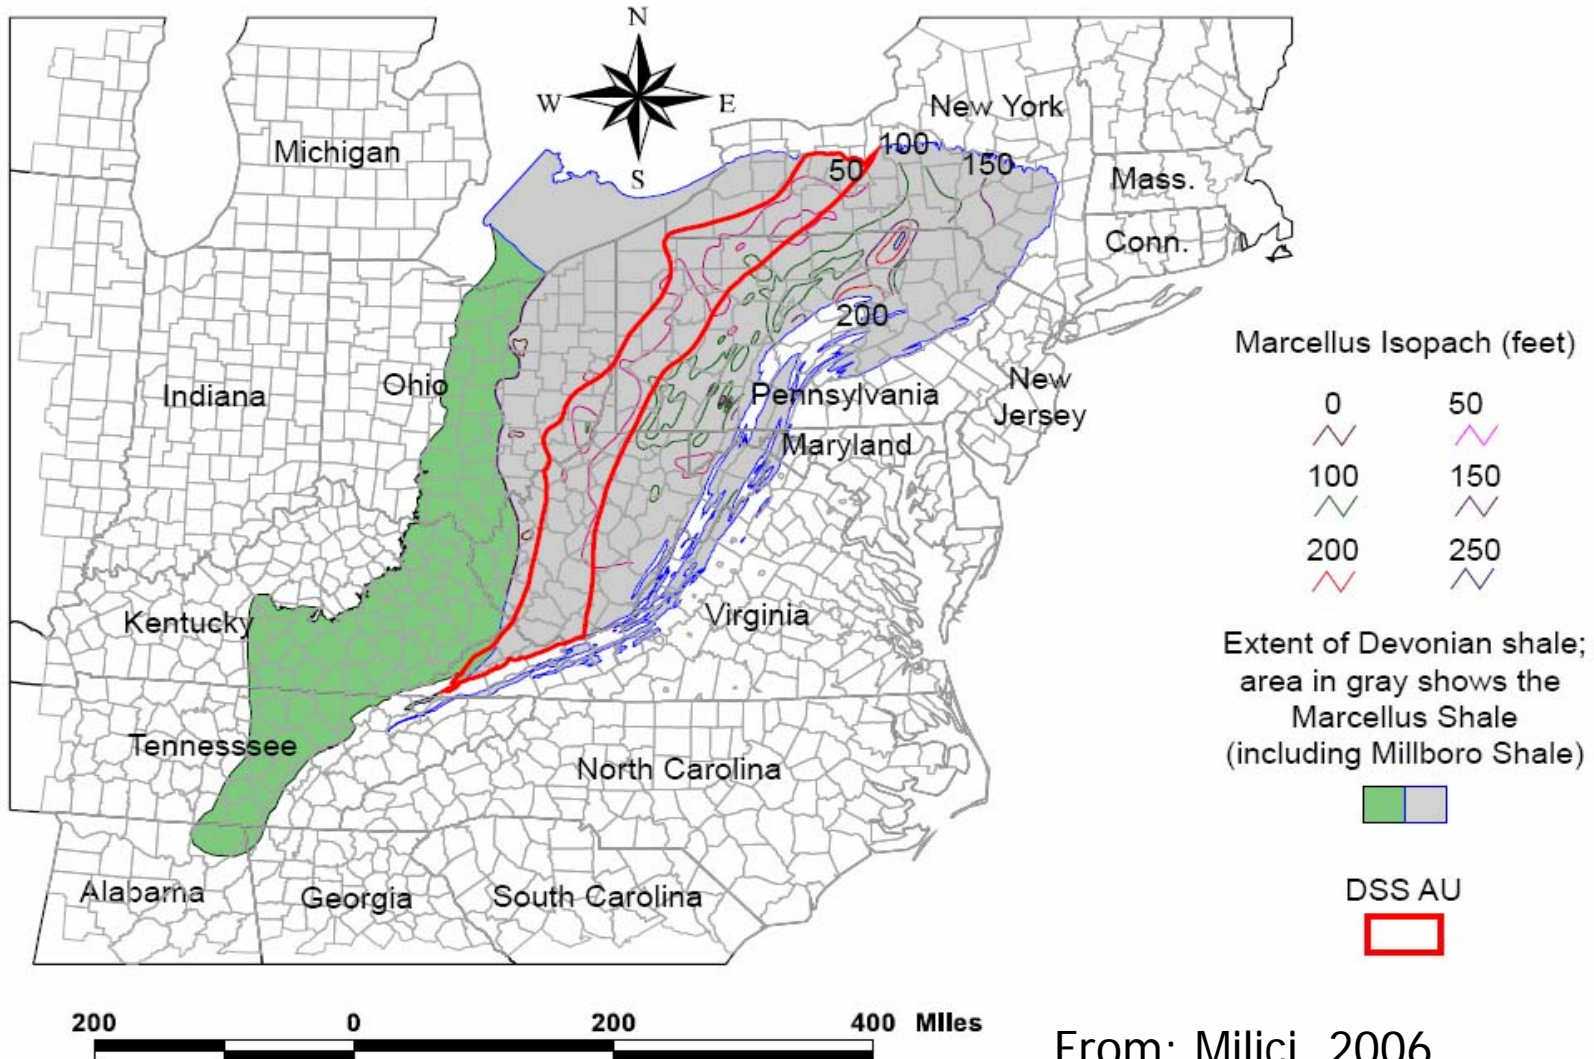 N
W
E
S
Michigan
New York
100
50
150
Mass.
Conn.
200
Indiana
Ohio
Pennsylvania
New
Jersey
Maryland
Kentucky
Virginia
Tennesssee
North Carolina
Alabama
Georgia
South Carolina
Marcellus Isopach (feet)
0 50
100 150
200 250
Extent of Devonian shale;
area in gray shows the
Marcellus Shale
(including Millboro Shale)
DSS AU
200 0 200 400 MIles
From: Milici, 2006